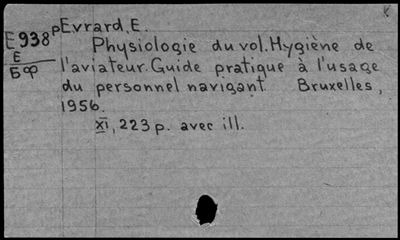 pEvrard, E.
E938
E
БФ
Physiologie du vol. Hygiène de
l'aviateur. Guide pratique à l'usage
du personnel navigant. Bruxelles,
1956.
XI, 223 p. avec ill.